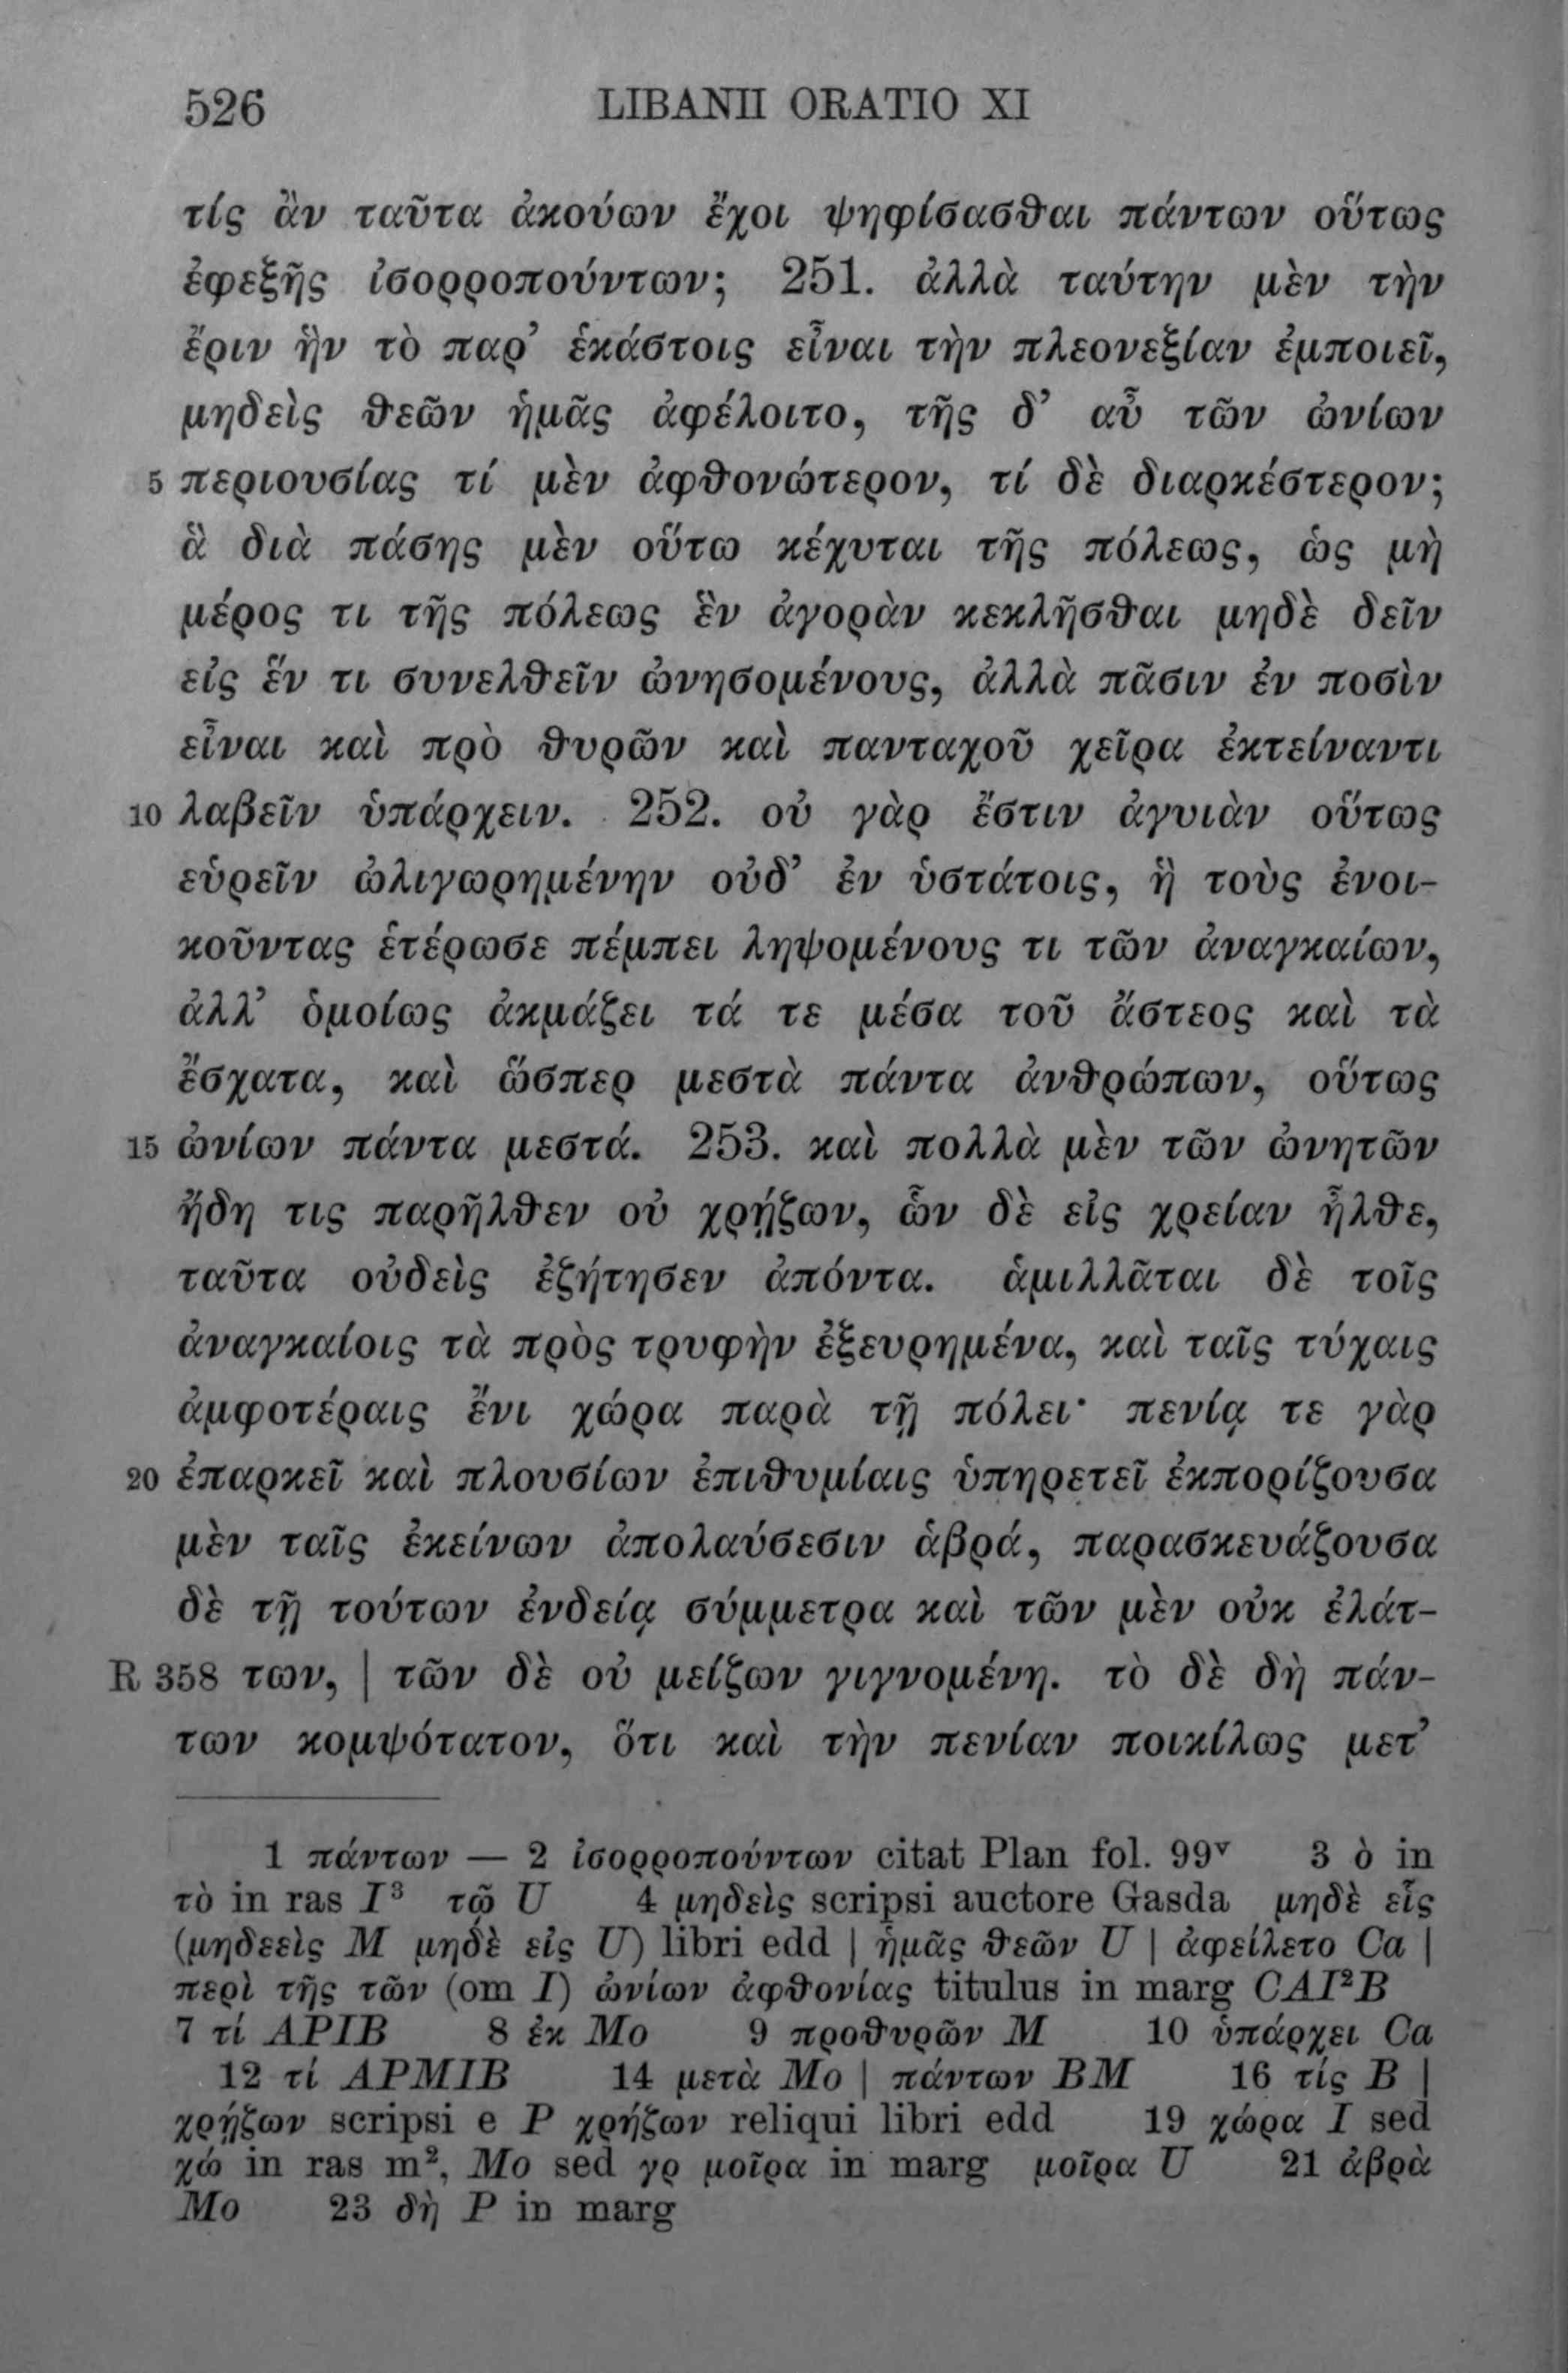 526 LIBANII ORATIO XI
τίς ἂν ταῦτα ἀκούων ἔχοι ψηφίσασθαι πάντων οὕτως
ἐφεξῆς ἰσορροπούντων; 251. ἀλλὰ ταύτην μὲν τὴν
ἔριν ἣν τὸ παρ’ ἑκάστοις εἶναι τὴν πλεονεξίαν ἐμποιεῖ,
μηδεὶς θεῶν ἡμᾶς ἀφέλοιτο, τῆς δ’ αὖ τῶν ὠνίων
5 περιουσίας τί μὲν ἀφθονώτερον, τί δὲ διαρκέστερον;
ἃ διὰ πάσης μὲν οὕτω κέχυται τῆς πόλεως, ὡς μὴ
μέρος τι τῆς πόλεως ἓν ἀγορὰν κεκλῆσθαι μηδὲ δεῖν
εἰς ἕν τι συνελθεῖν ὠνησομένους, ἀλλὰ πᾶσιν ἐν ποσὶν
εἶναι καὶ πρὸ θυρῶν καὶ πανταχοῦ χεῖρα ἐκτείναντι
10 λαβεῖν ὑπάρχειν. 252. οὐ γὰρ ἔστιν ἀγυιὰν οὕτως
εὑρεῖν ὠλιγωρημένην οὐδ’ ἐν ὑστάτοις, ἣ τοὺς ἐνοι-
κοῦντας ἑτέρωσε πέμπει ληψομένους τι τῶν ἀναγκαίων,
ἀλλ’ ὁμοίως ἀκμάζει τά τε μέσα τοῦ ἄστεος καὶ τὰ
ἔσχατα, καὶ ὥσπερ μεστὰ πάντα ἀνθρώπων, οὕτως
15 ὠνίων πάντα μεστά. 253. καὶ πολλὰ μὲν τῶν ὠνητῶν
ἤδη τις παρῆλθεν οὐ χρῄζων, ὧν δὲ εἰς χρείαν ἦλθε,
ταῦτα οὐδεὶς ἐζήτησεν ἀπόντα. ἁμιλλᾶται δὲ τοῖς
ἀναγκαίοις τὰ πρὸς τρυφὴν ἐξευρημένα, καὶ ταῖς τύχαις
ἀμφοτέραις ἔνι χώρα παρὰ τῇ πόλει· πενίᾳ τε γὰρ
20 ἐπαρκεῖ καὶ πλουσίων ἐπιθυμίαις ὑπηρετεῖ ἐκπορίζουσα
μὲν ταῖς ἐκείνων ἀπολαύσεσιν ἁβρά, παρασκευάζουσα
δὲ τῇ τούτων ἐνδείᾳ σύμμετρα καὶ τῶν μὲν οὐκ ἐλάτ-
R 358 των, | τῶν δὲ οὐ μείζων γιγνομένη. τὸ δὲ δὴ πάν-
των κομψότατον, ὅτι καὶ τὴν πενίαν ποικίλως μετ’
1 πάντων — 2 ἰσορροπούντων citat Plan fol. 99ᵛ 3 ὸ in
τὸ in ras I³ τῷ U 4 μηδεὶς scripsi auctore Gasda μηδὲ εἷς
(μηδεεὶς M μηδὲ εἰς U) libri edd | ἡμᾶς θεῶν U | ἀφείλετο Ca |
περὶ τῆς τῶν (om I) ὠνίων ἀφθονίας titulus in marg CAI²B
7 τί APIB 8 ἐκ Mo 9 προθυρῶν M 10 ὑπάρχει Ca
12 τί APMIB 14 μετὰ Mo | πάντων BM 16 τίς B |
χρῄζων scripsi e P χρήζων reliqui libri edd 19 χώρα I sed
χώ in ras m², Mo sed γρ μοῖρα in marg μοῖρα U 21 ἀβρὰ
Mo 23 δὴ P in marg